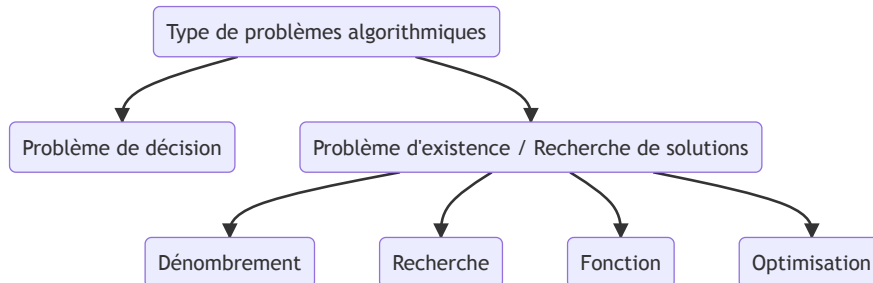 Type de problèmes algorithmiques
Problème de décision
Problème d'existence / Recherche de solutions
Dénombrement
Recherche
Fonction
Optimisation